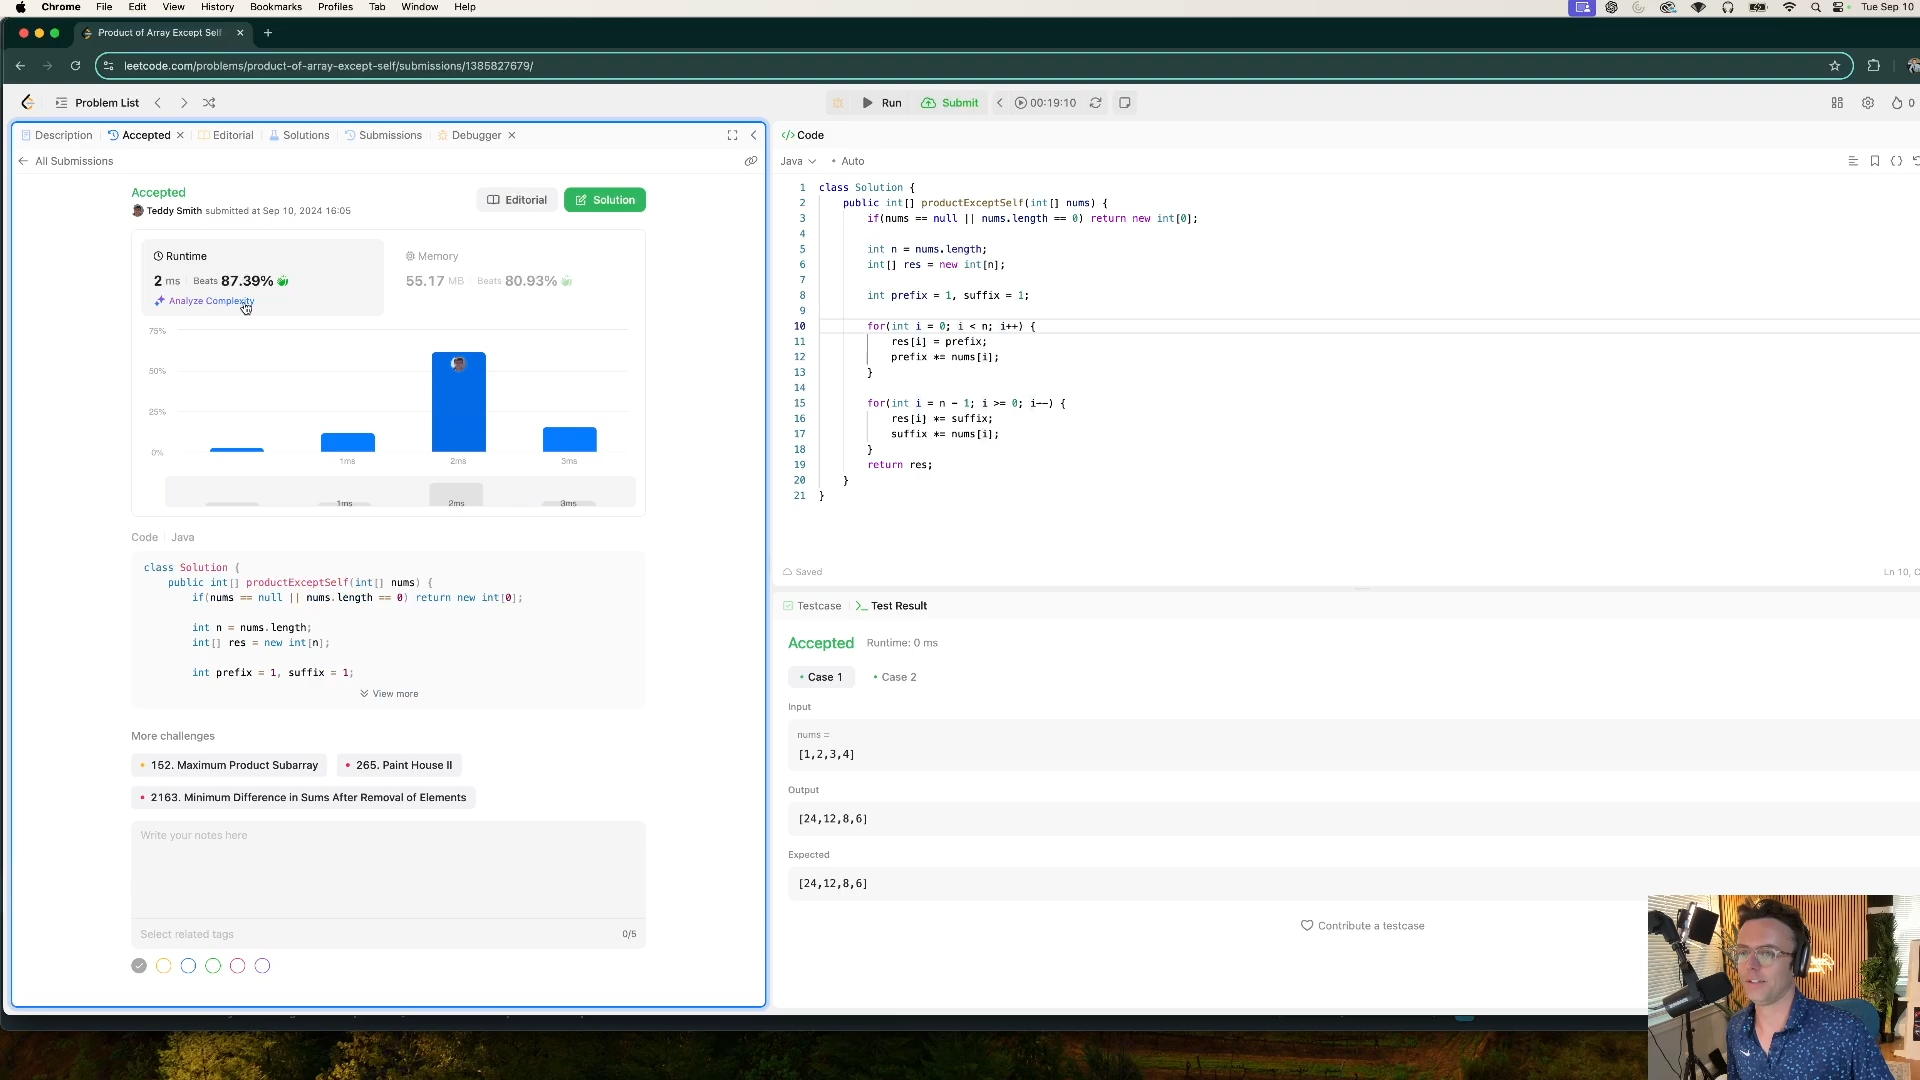 Chrome File Edit View History Bookmarks Profiles Tab Window Help Tue Sep 10
Product of Array Except Self
leetcode.com/problems/product-of-array-except-self/submissions/1385827679/
Problem List Run Submit 00:19:10 0
Description Accepted Editorial Solutions Submissions Debugger
All Submissions
Accepted
Teddy Smith submitted at Sep 10, 2024 16:05
Editorial Solution
Runtime
2 ms Beats 87.39%
Analyze Complexity
Memory
55.17 MB Beats 80.93%
75%
50%
25%
0%
1ms 2ms 3ms
1ms 2ms 3ms
Code Java
class Solution {
public int[] productExceptSelf(int[] nums) {
if(nums == null || nums.length == 0) return new int[0];
int n = nums.length;
int[] res = new int[n];
int prefix = 1, suffix = 1;
View more
More challenges
152. Maximum Product Subarray 265. Paint House II
2163. Minimum Difference in Sums After Removal of Elements
Write your notes here
Select related tags 0/5
</> Code
Java Auto
1 class Solution {
2 public int[] productExceptSelf(int[] nums) {
3 if(nums == null || nums.length == 0) return new int[0];
4
5 int n = nums.length;
6 int[] res = new int[n];
7
8 int prefix = 1, suffix = 1;
9
10 for(int i = 0; i < n; i++) {
11 res[i] = prefix;
12 prefix *= nums[i];
13 }
14
15 for(int i = n - 1; i >= 0; i--) {
16 res[i] *= suffix;
17 suffix *= nums[i];
18 }
19 return res;
20 }
21 }
Saved Ln 10, C
Testcase Test Result
Accepted Runtime: 0 ms
Case 1 Case 2
Input
nums =
[1,2,3,4]
Output
[24,12,8,6]
Expected
[24,12,8,6]
Contribute a testcase